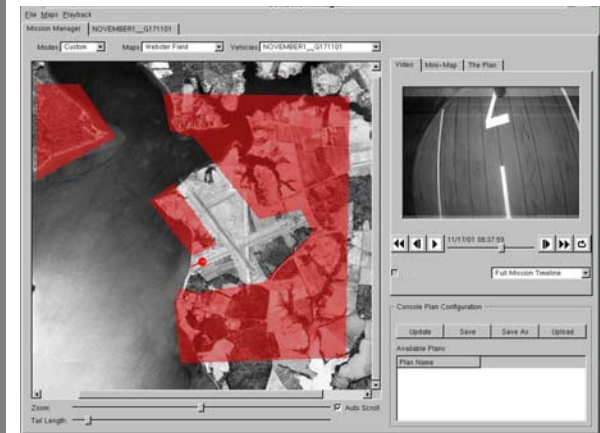 File Maps Playback
Mission Manager NOVEMBER1__G171101
Modes: Custom Maps: Webster Field Vehicles: NOVEMBER1__G171101
Video Mini-Map The Plan
11/17/01 08:37:59
Full Mission Timeline
Console Plan Configuration
Update Save Save As Upload
Available Plans
Plan Name
Zoom: Auto Scroll
Tail Length: